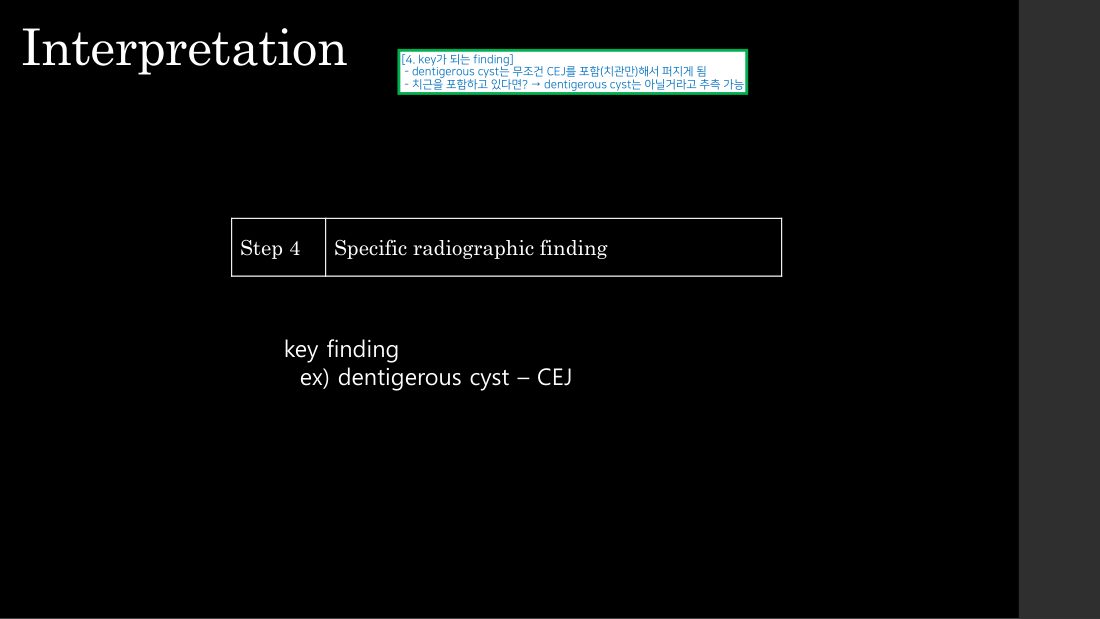 Interpretation
[4. key가 되는 finding]
- dentigerous cyst는 무조건 CEJ를 포함(치관만)해서 퍼지게 됨
- 치근을 포함하고 있다면? → dentigerous cyst는 아닐거라고 추측 가능
Step 4 Specific radiographic finding
key finding
ex) dentigerous cyst – CEJ